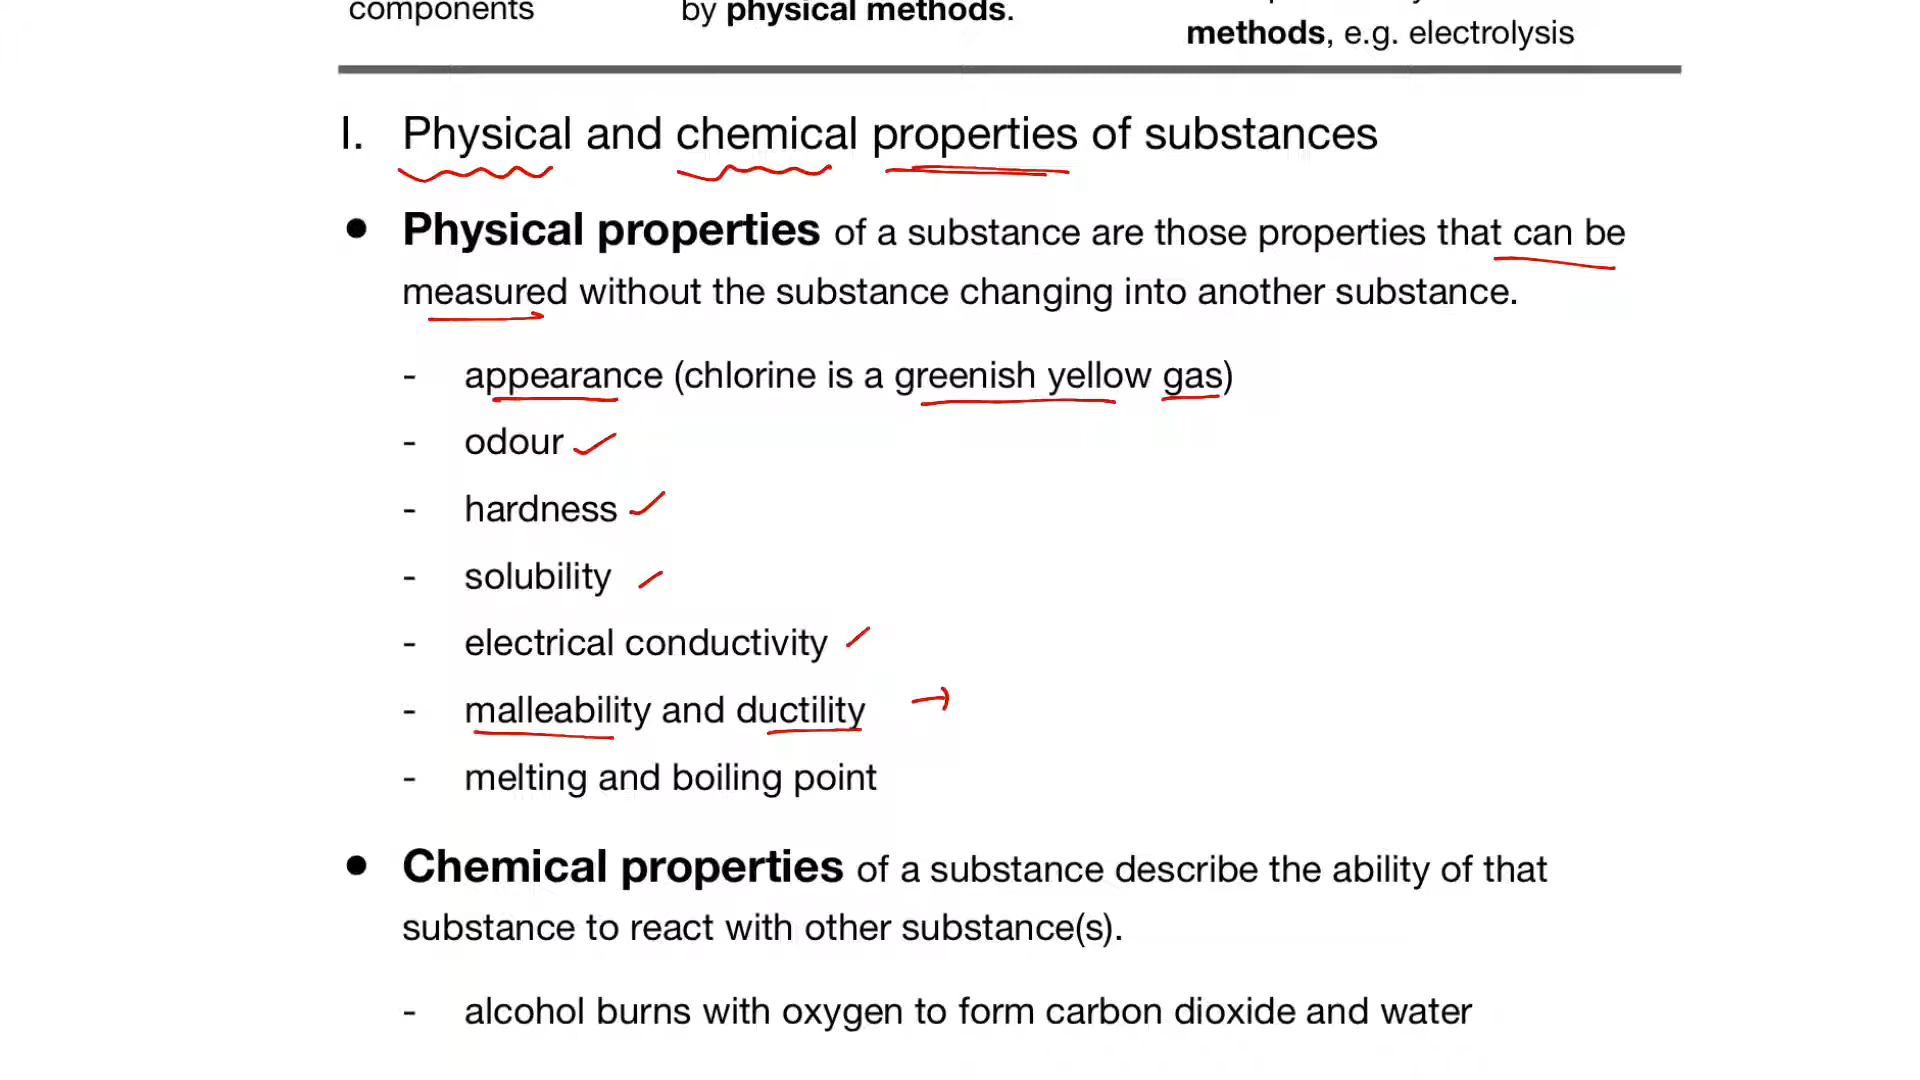 components
by physical methods.
methods, e.g. electrolysis
I. Physical and chemical properties of substances
● Physical properties of a substance are those properties that can be
measured without the substance changing into another substance.
- appearance (chlorine is a greenish yellow gas)
- odour
- hardness
- solubility
- electrical conductivity
- malleability and ductility
- melting and boiling point
● Chemical properties of a substance describe the ability of that
substance to react with other substance(s).
- alcohol burns with oxygen to form carbon dioxide and water